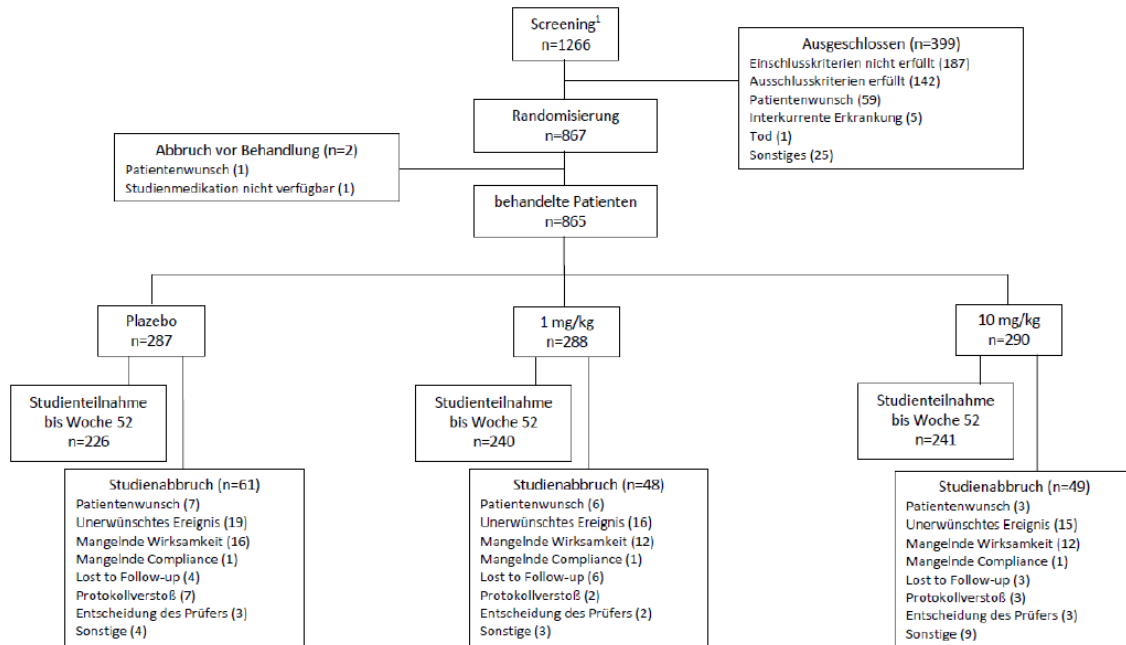 Screening¹
n=1266
Ausgeschlossen (n=399)
Einschlusskriterien nicht erfüllt (187)
Ausschlusskriterien erfüllt (142)
Patientenwunsch (59)
Interkurrente Erkrankung (5)
Tod (1)
Sonstiges (25)
Randomisierung
n=867
Abbruch vor Behandlung (n=2)
Patientenwunsch (1)
Studienmedikation nicht verfügbar (1)
behandelte Patienten
n=865
Plazebo
n=287
1 mg/kg
n=288
10 mg/kg
n=290
Studienteilnahme
bis Woche 52
n=226
Studienteilnahme
bis Woche 52
n=240
Studienteilnahme
bis Woche 52
n=241
Studienabbruch (n=61)
Patientenwunsch (7)
Unerwünschtes Ereignis (19)
Mangelnde Wirksamkeit (16)
Mangelnde Compliance (1)
Lost to Follow-up (4)
Protokollverstoß (7)
Entscheidung des Prüfers (3)
Sonstige (4)
Studienabbruch (n=48)
Patientenwunsch (6)
Unerwünschtes Ereignis (16)
Mangelnde Wirksamkeit (12)
Mangelnde Compliance (1)
Lost to Follow-up (6)
Protokollverstoß (2)
Entscheidung des Prüfers (2)
Sonstige (3)
Studienabbruch (n=49)
Patientenwunsch (3)
Unerwünschtes Ereignis (15)
Mangelnde Wirksamkeit (12)
Mangelnde Compliance (1)
Lost to Follow-up (3)
Protokollverstoß (3)
Entscheidung des Prüfers (3)
Sonstige (9)